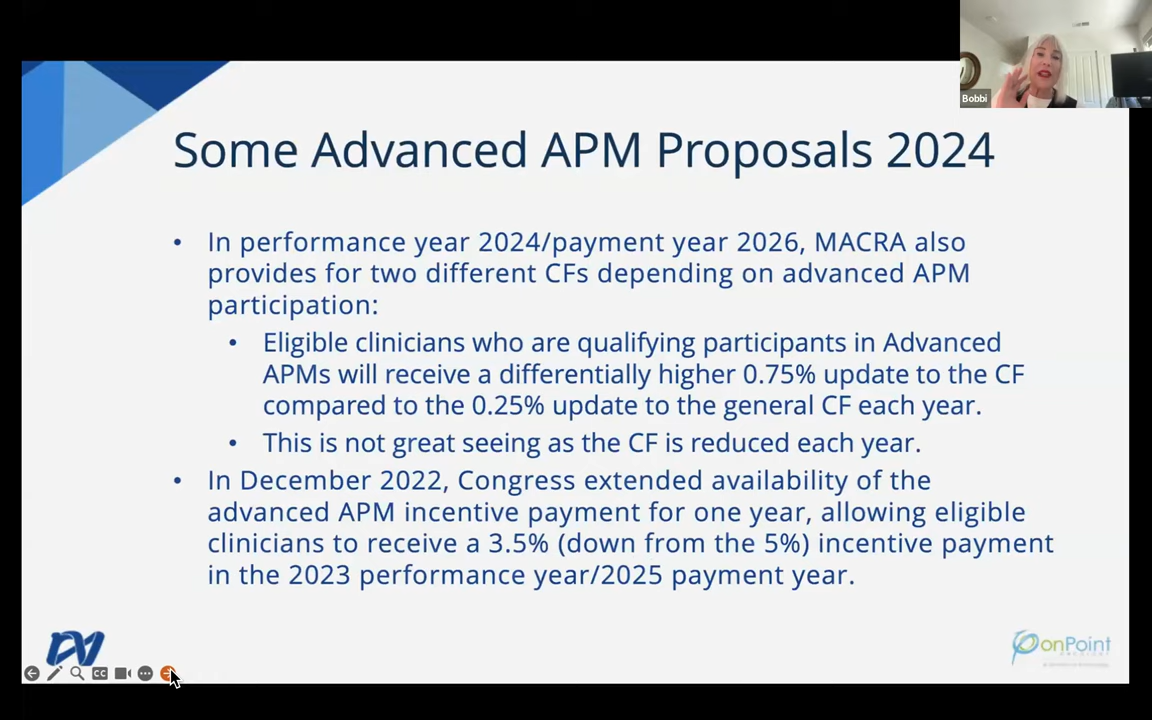 Bobbi
Some Advanced APM Proposals 2024
• In performance year 2024/payment year 2026, MACRA also
provides for two different CFs depending on advanced APM
participation:
• Eligible clinicians who are qualifying participants in Advanced
APMs will receive a differentially higher 0.75% update to the CF
compared to the 0.25% update to the general CF each year.
• This is not great seeing as the CF is reduced each year.
• In December 2022, Congress extended availability of the
advanced APM incentive payment for one year, allowing eligible
clinicians to receive a 3.5% (down from the 5%) incentive payment
in the 2023 performance year/2025 payment year.
onPoint
CC